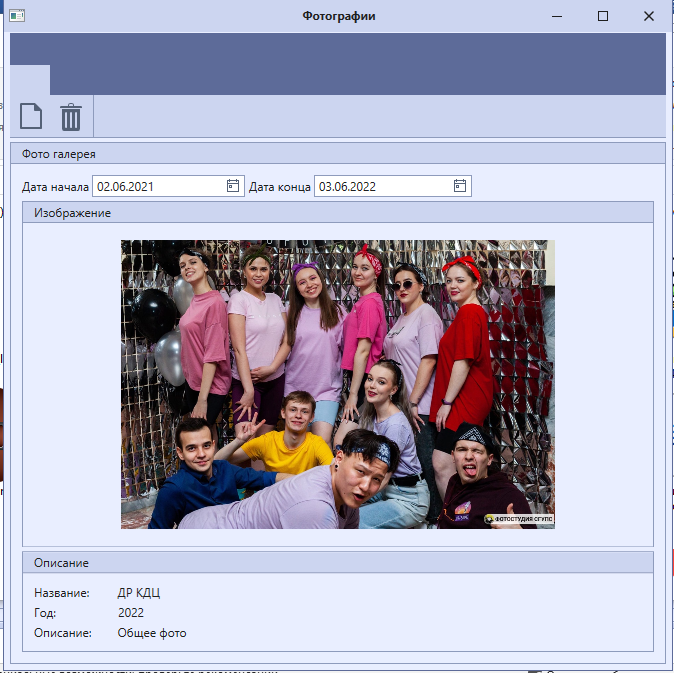 Фотографии
Фото галерея
Дата начала 02.06.2021 Дата конца 03.06.2022
Изображение
ФОТОСТУДИЯ СГУПС
Описание
Название: ДР КДЦ
Год: 2022
Описание: Общее фото